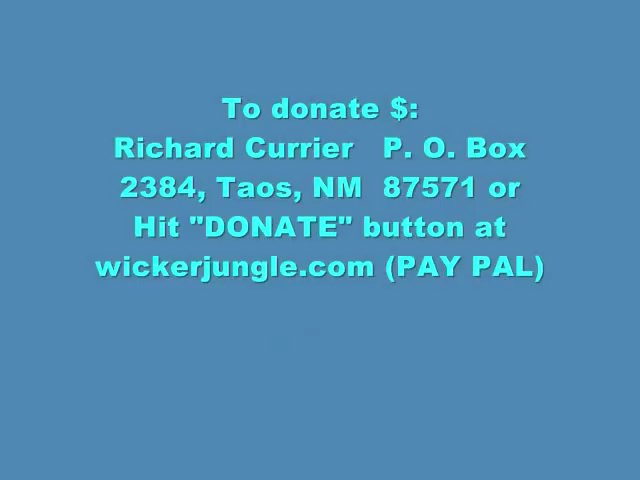 To donate $:
Richard Currier   P. O. Box
2384, Taos, NM  87571 or
Hit "DONATE" button at
wickerjungle.com (PAY PAL)